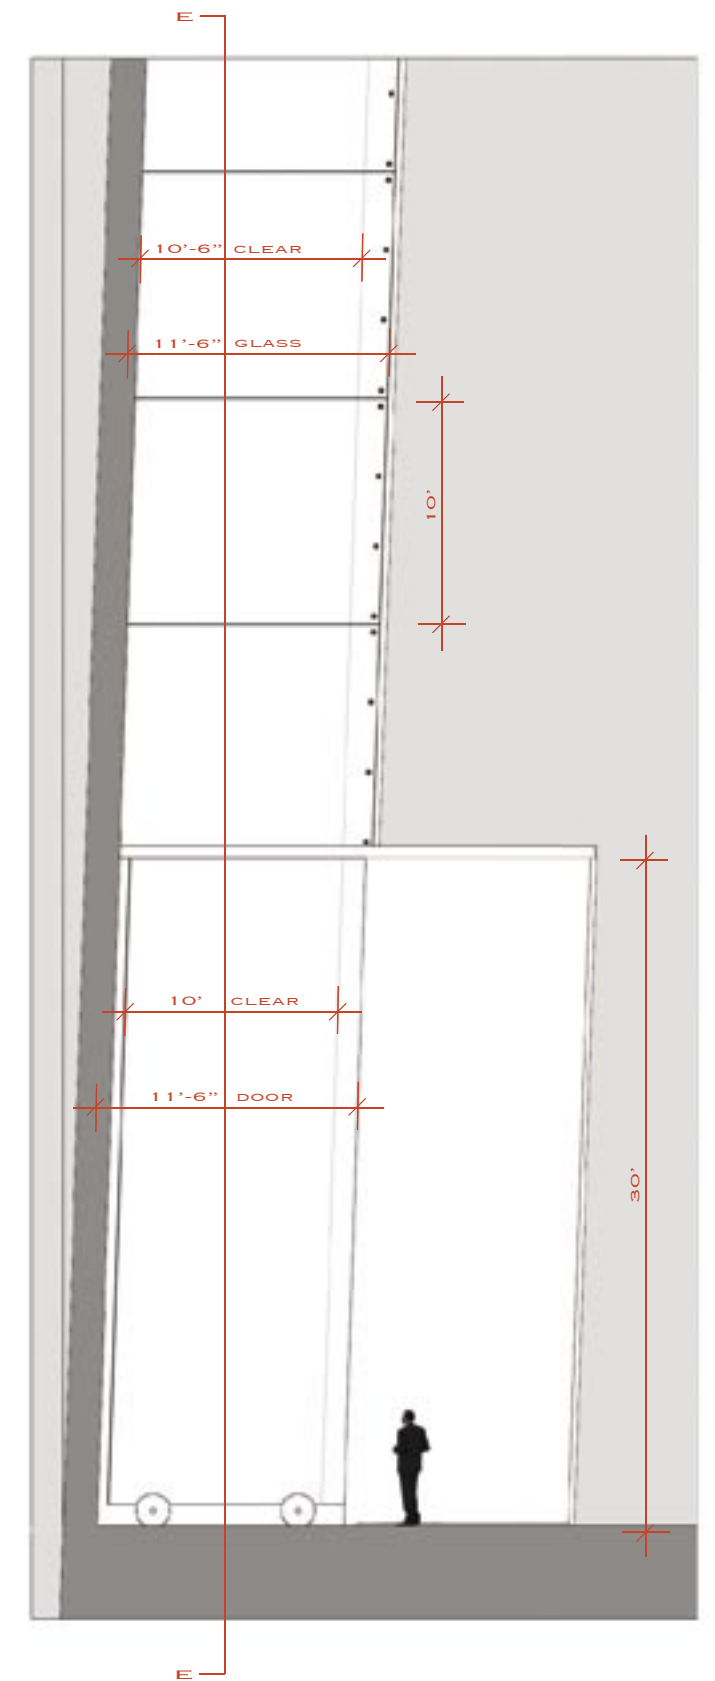 E
10’-6” CLEAR
11’-6” GLASS
10’
10’ CLEAR
11’-6” DOOR
30’
E